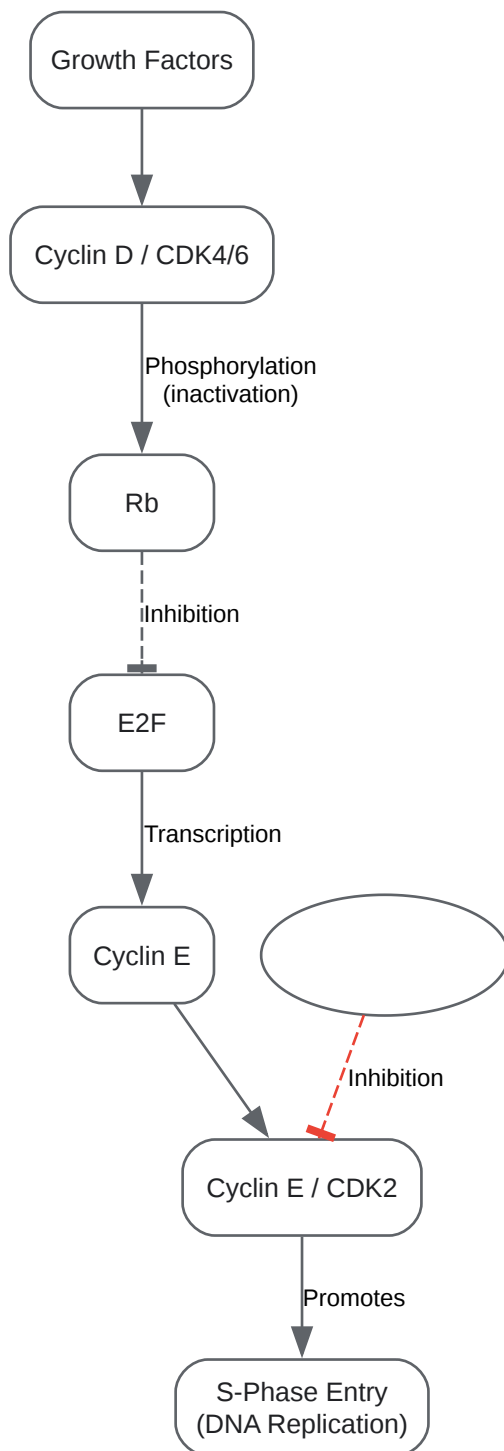 Growth Factors
Cyclin D / CDK4/6
Phosphorylation
(inactivation)
Rb
Inhibition
E2F
Transcription
Cyclin E
Inhibition
Cyclin E / CDK2
Promotes
S-Phase Entry
(DNA Replication)